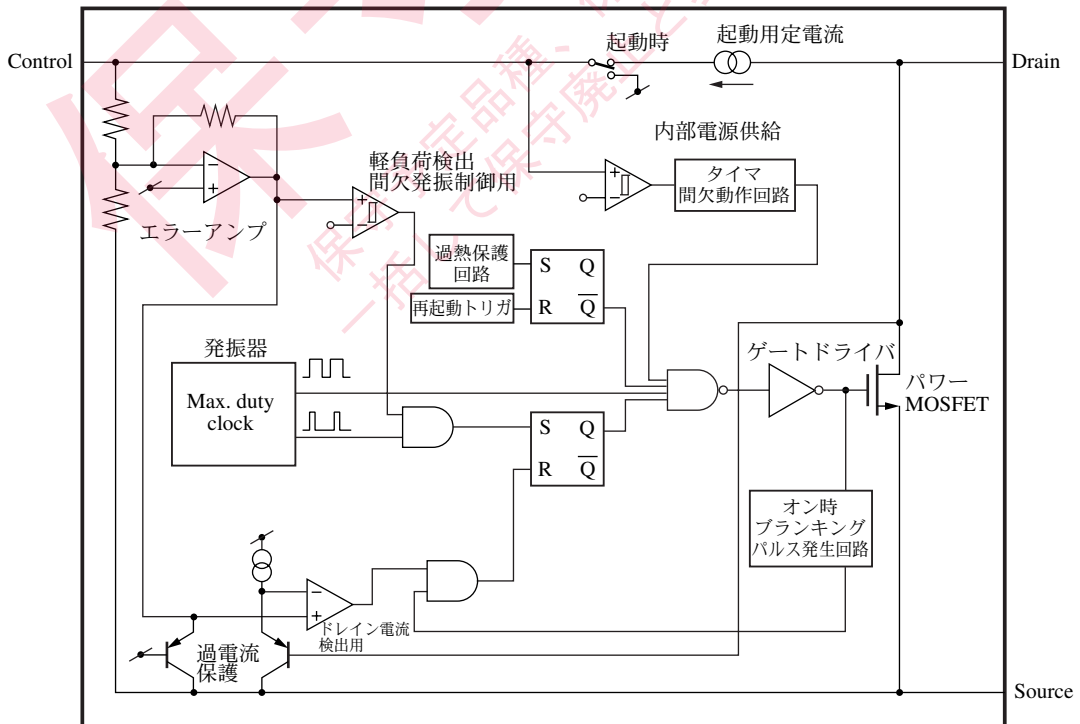 起動時
起動用定電流
Control
Drain
内部電源供給
軽負荷検出
間欠発振制御用
タイマ
間欠動作回路
−
+
+
−
+
−
エラーアンプ
過熱保護
回路
再起動トリガ
S Q
R Q
発振器
Max. duty
clock
ゲートドライバ
パワー
MOSFET
S Q
R Q
オン時
ブランキング
パルス発生回路
−
+
ドレイン電流
検出用
過電流
保護
Source